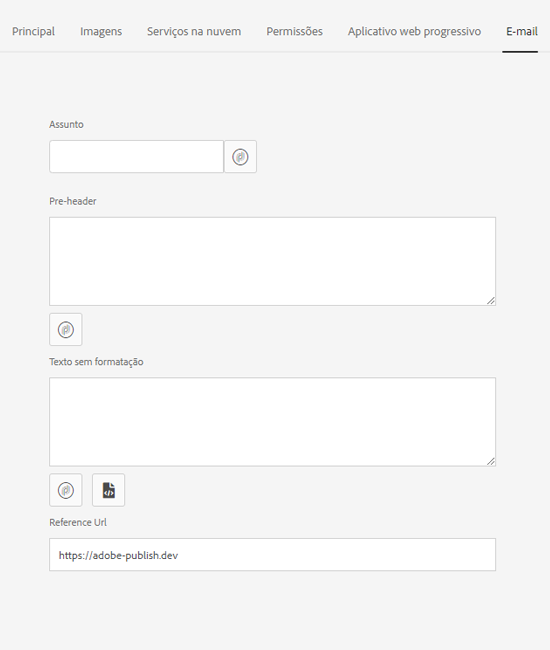 Principal Imagens Serviços na nuvem Permissões Aplicativo web progressivo E-mail
Assunto
Pre-header
Texto sem formatação
Reference Url
https://adobe-publish.dev